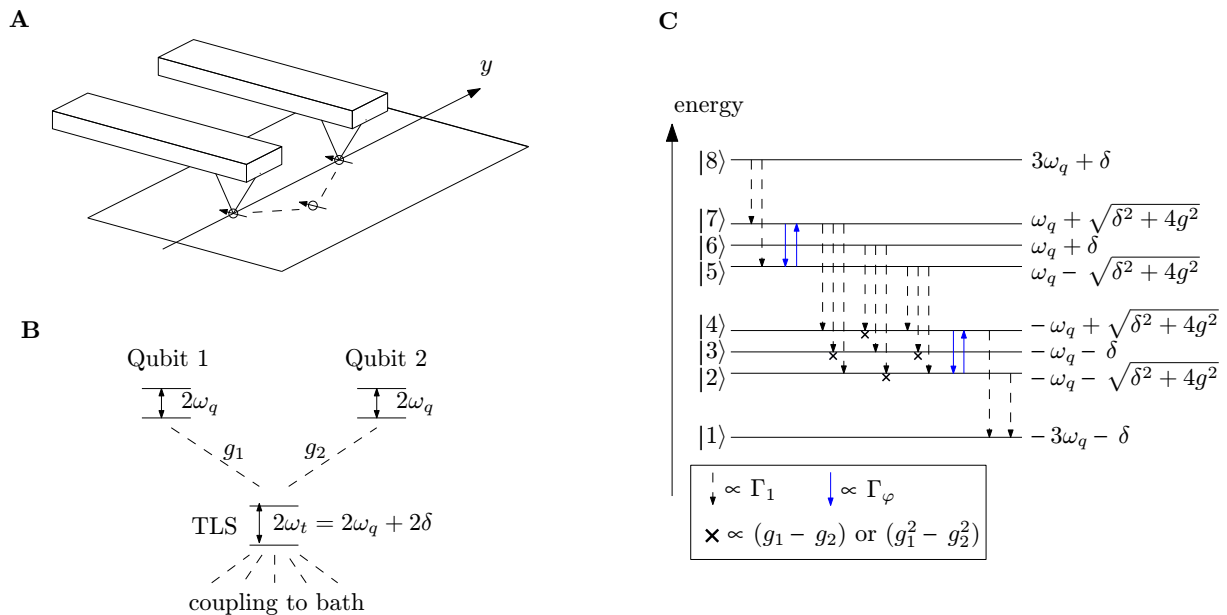 A
y
B
Qubit 1
Qubit 2
2ω_q
2ω_q
g_1
g_2
TLS
2ω_t = 2ω_q + 2δ
coupling to bath
C
energy
|8⟩ 3ω_q + δ
|7⟩ ω_q + √(δ² + 4g²)
|6⟩ ω_q + δ
|5⟩ ω_q − √(δ² + 4g²)
|4⟩ −ω_q + √(δ² + 4g²)
|3⟩ −ω_q − δ
|2⟩ −ω_q − √(δ² + 4g²)
|1⟩ −3ω_q − δ
∝ Γ_1 ∝ Γ_φ
× ∝ (g_1 − g_2) or (g_1² − g_2²)